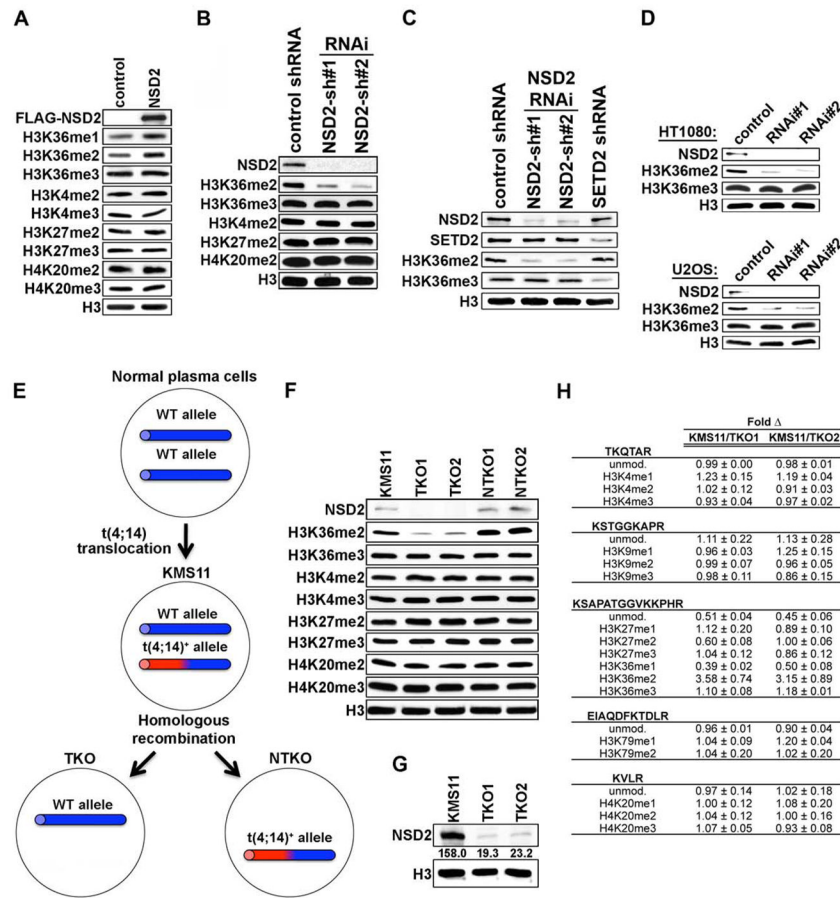 A
control
NSD2
FLAG-NSD2
H3K36me1
H3K36me2
H3K36me3
H3K4me2
H3K4me3
H3K27me2
H3K27me3
H4K20me2
H4K20me3
H3
B
RNAi
control shRNA
NSD2-sh#1
NSD2-sh#2
NSD2
H3K36me2
H3K36me3
H3K4me2
H3K27me2
H4K20me2
H3
C
NSD2
RNAi
control shRNA
NSD2-sh#1
NSD2-sh#2
SETD2 shRNA
NSD2
SETD2
H3K36me2
H3K36me3
H3
D
HT1080:
control
RNAi#1
RNAi#2
NSD2
H3K36me2
H3K36me3
H3
U2OS:
control
RNAi#1
RNAi#2
NSD2
H3K36me2
H3K36me3
H3
E
Normal plasma cells
WT allele
WT allele
t(4;14)
translocation
KMS11
WT allele
t(4;14)⁺ allele
Homologous
recombination
TKO
NTKO
WT allele
t(4;14)⁺ allele
F
KMS11
TKO1
TKO2
NTKO1
NTKO2
NSD2
H3K36me2
H3K36me3
H3K4me2
H3K4me3
H3K27me2
H3K27me3
H4K20me2
H4K20me3
H3
G
KMS11
TKO1
TKO2
NSD2
158.0 19.3 23.2
H3
H
Fold Δ
KMS11/TKO1 KMS11/TKO2
TKQTAR
unmod. 0.99 ± 0.00 0.98 ± 0.01
H3K4me1 1.23 ± 0.15 1.19 ± 0.04
H3K4me2 1.02 ± 0.12 0.91 ± 0.03
H3K4me3 0.93 ± 0.04 0.97 ± 0.02
KSTGGKAPR
unmod. 1.11 ± 0.22 1.13 ± 0.28
H3K9me1 0.96 ± 0.03 1.25 ± 0.15
H3K9me2 0.99 ± 0.07 0.96 ± 0.05
H3K9me3 0.98 ± 0.11 0.86 ± 0.15
KSAPATGGVKKPHR
unmod. 0.51 ± 0.04 0.45 ± 0.06
H3K27me1 1.12 ± 0.20 0.89 ± 0.10
H3K27me2 0.60 ± 0.08 1.00 ± 0.06
H3K27me3 1.04 ± 0.12 0.86 ± 0.12
H3K36me1 0.39 ± 0.02 0.50 ± 0.08
H3K36me2 3.58 ± 0.74 3.15 ± 0.89
H3K36me3 1.10 ± 0.08 1.18 ± 0.01
EIAQDFKTDLR
unmod. 0.96 ± 0.01 0.90 ± 0.04
H3K79me1 1.04 ± 0.09 1.20 ± 0.04
H3K79me2 1.04 ± 0.20 1.02 ± 0.20
KVLR
unmod. 0.97 ± 0.14 1.02 ± 0.18
H4K20me1 1.00 ± 0.12 1.08 ± 0.20
H4K20me2 1.04 ± 0.12 1.00 ± 0.16
H4K20me3 1.07 ± 0.05 0.93 ± 0.08